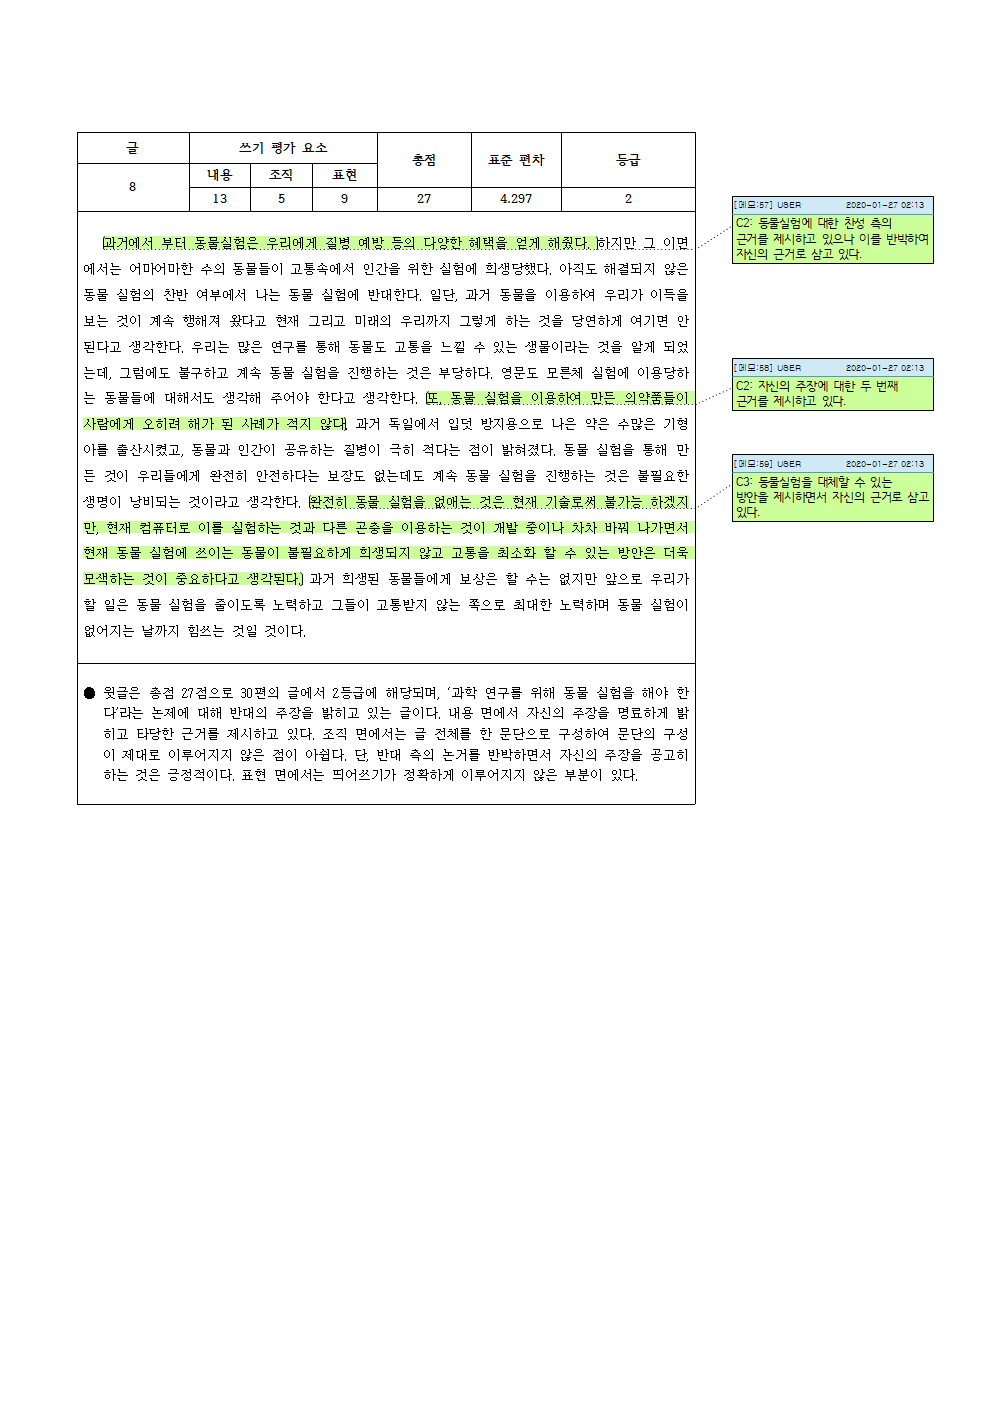 글 쓰기 평가 요소 총점 표준 편차 등급
내용 조직 표현
8 13 5 9 27 4.297 2
과거에서 부터 동물실험은 우리에게 질병 예방 등의 다양한 혜택을 얻게 해줬다. 하지만 그 이면
에서는 어마어마한 수의 동물들이 고통속에서 인간을 위한 실험에 희생당했다. 아직도 해결되지 않은
동물 실험의 찬반 여부에서 나는 동물 실험에 반대한다. 일단, 과거 동물을 이용하여 우리가 이득을
보는 것이 계속 행해져 왔다고 현재 그리고 미래의 우리까지 그렇게 하는 것을 당연하게 여기면 안
된다고 생각한다. 우리는 많은 연구를 통해 동물도 고통을 느낄 수 있는 생물이라는 것을 알게 되었
는데, 그럼에도 불구하고 계속 동물 실험을 진행하는 것은 부당하다. 영문도 모른체 실험에 이용당하
는 동물들에 대해서도 생각해 주어야 한다고 생각한다. 또, 동물 실험을 이용하여 만든 의약품들이
사람에게 오히려 해가 된 사례가 적지 않다. 과거 독일에서 입덧 방지용으로 나온 약은 수많은 기형
아를 출산시켰고, 동물과 인간이 공유하는 질병이 극히 적다는 점이 밝혀졌다. 동물 실험을 통해 만
든 것이 우리들에게 완전히 안전하다는 보장도 없는데도 계속 동물 실험을 진행하는 것은 불필요한
생명이 낭비되는 것이라고 생각한다. 완전히 동물 실험을 없애는 것은 현재 기술로써 불가능 하겠지
만, 현재 컴퓨터로 이를 실험하는 것과 다른 곤충을 이용하는 것이 개발 중이나 차차 바꿔 나가면서
현재 동물 실험에 쓰이는 동물이 불필요하게 희생되지 않고 고통을 최소화 할 수 있는 방안은 더욱
모색하는 것이 중요하다고 생각된다. 과거 희생된 동물들에게 보상은 할 수는 없지만 앞으로 우리가
할 일은 동물 실험을 줄이도록 노력하고 그들이 고통받지 않는 쪽으로 최대한 노력하며 동물 실험이
없어지는 날까지 힘쓰는 것일 것이다.
● 윗글은 총점 27점으로 30편의 글에서 2등급에 해당되며, ‘과학 연구를 위해 동물 실험을 해야 한
다’라는 논제에 대해 반대의 주장을 밝히고 있는 글이다. 내용 면에서 자신의 주장을 명료하게 밝
히고 타당한 근거를 제시하고 있다. 조직 면에서는 글 전체를 한 문단으로 구성하여 문단의 구성
이 제대로 이루어지지 않은 점이 아쉽다. 단, 반대 측의 논거를 반박하면서 자신의 주장을 공고히
하는 것은 긍정적이다. 표현 면에서는 띄어쓰기가 정확하게 이루어지지 않은 부분이 있다.
[메모:57] USER 2020-01-27 02:13
C2: 동물실험에 대한 찬성 측의
근거를 제시하고 있으나 이를 반박하여
자신의 근거로 삼고 있다.
[메모:58] USER 2020-01-27 02:13
C2: 자신의 주장에 대한 두 번째
근거를 제시하고 있다.
[메모:59] USER 2020-01-27 02:13
C3: 동물실험을 대체할 수 있는
방안을 제시하면서 자신의 근거로 삼고
있다.